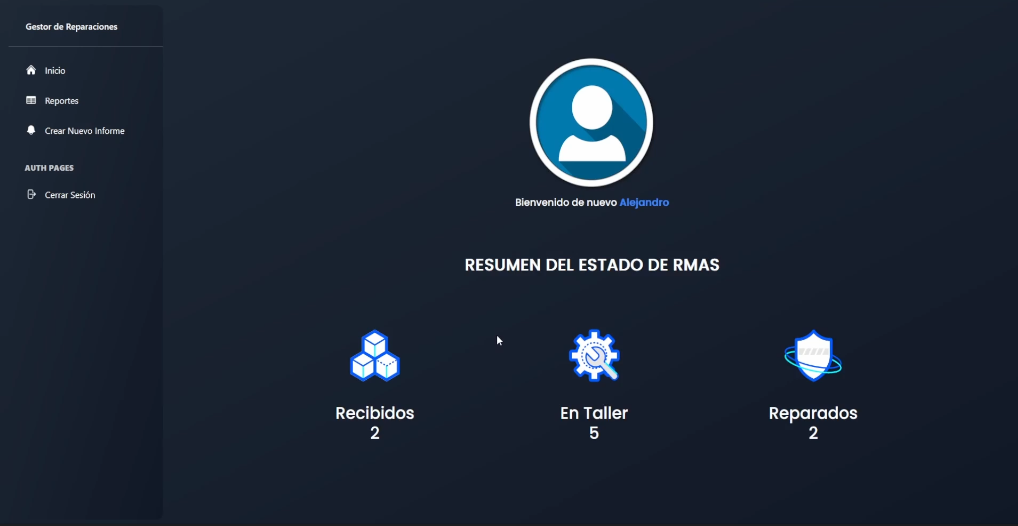 Gestor de Reparaciones
Inicio
Reportes
Crear Nuevo Informe
AUTH PAGES
Cerrar Sesión
Bienvenido de nuevo Alejandro
RESUMEN DEL ESTADO DE RMAS
Recibidos
2
En Taller
5
Reparados
2